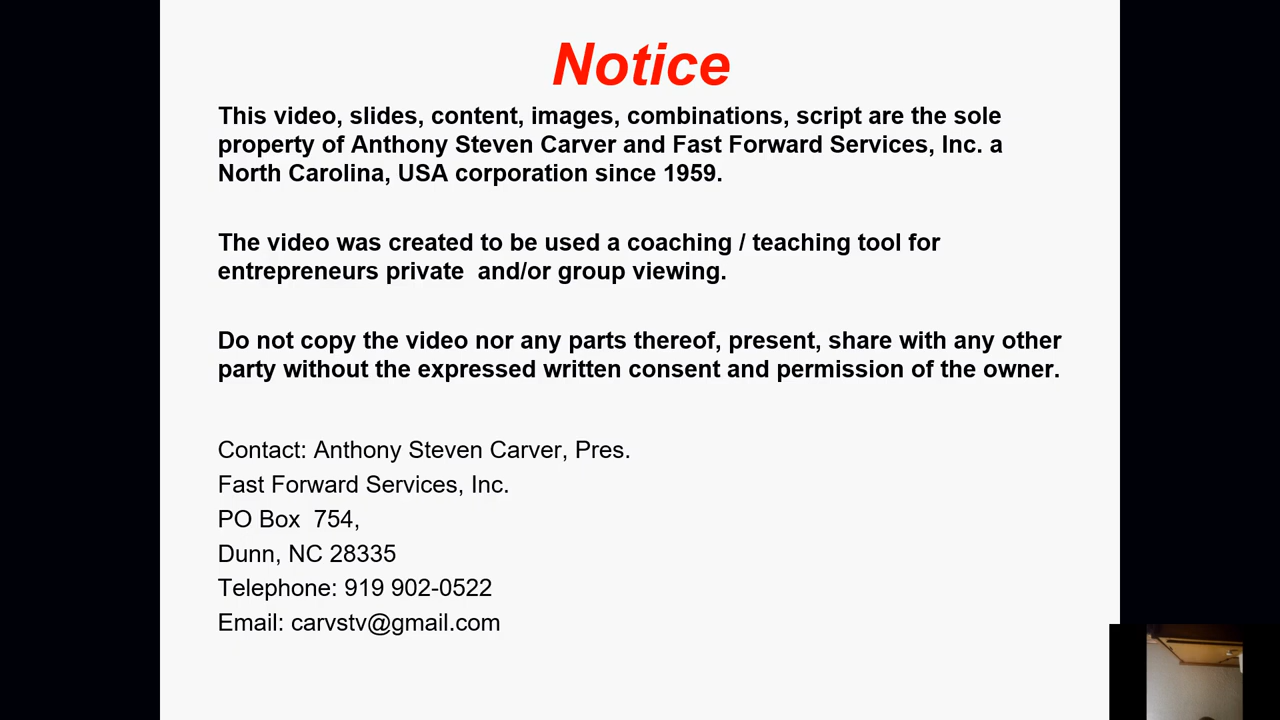 Notice
This video, slides, content, images, combinations, script are the sole
property of Anthony Steven Carver and Fast Forward Services, Inc. a
North Carolina, USA corporation since 1959.
The video was created to be used a coaching / teaching tool for
entrepreneurs private  and/or group viewing.
Do not copy the video nor any parts thereof, present, share with any other
party without the expressed written consent and permission of the owner.
Contact: Anthony Steven Carver, Pres.
Fast Forward Services, Inc.
PO Box  754,
Dunn, NC 28335
Telephone: 919 902-0522
Email: carvstv@gmail.com